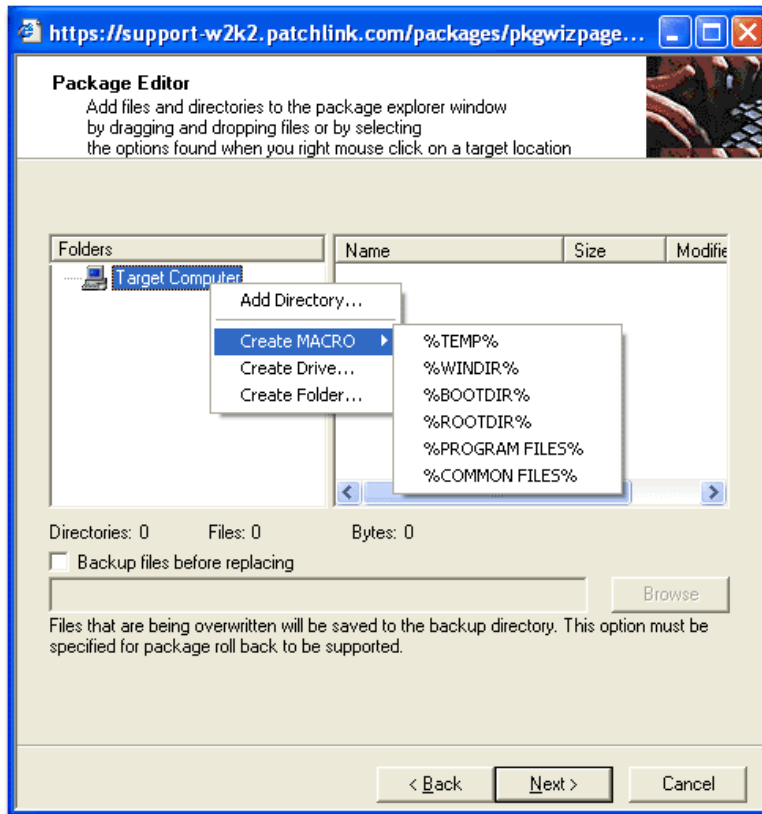 https://support-w2k2.patchlink.com/packages/pkgwizpage...
Package Editor
Add files and directories to the package explorer window
by dragging and dropping files or by selecting
the options found when you right mouse click on a target location
Folders
Name Size Modifie
Target Computer
Add Directory...
Create MACRO
Create Drive...
Create Folder...
%TEMP%
%WINDIR%
%BOOTDIR%
%ROOTDIR%
%PROGRAM FILES%
%COMMON FILES%
Directories: 0 Files: 0 Bytes: 0
Backup files before replacing
Browse
Files that are being overwritten will be saved to the backup directory. This option must be
specified for package roll back to be supported.
< Back Next > Cancel